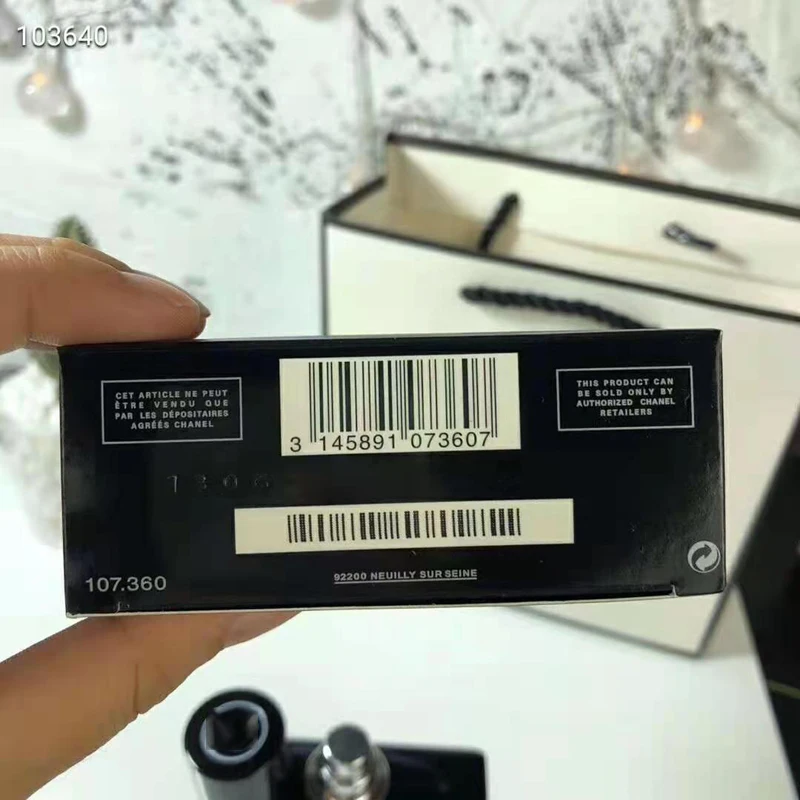 103640
CET ARTICLE NE PEUT
ÊTRE VENDU QUE
PAR LES DÉPOSITAIRES
AGRÉÉS CHANEL
3 145891 073607
THIS PRODUCT CAN
BE SOLD ONLY BY
AUTHORIZED CHANEL
RETAILERS
107.360
92200 NEUILLY SUR SEINE